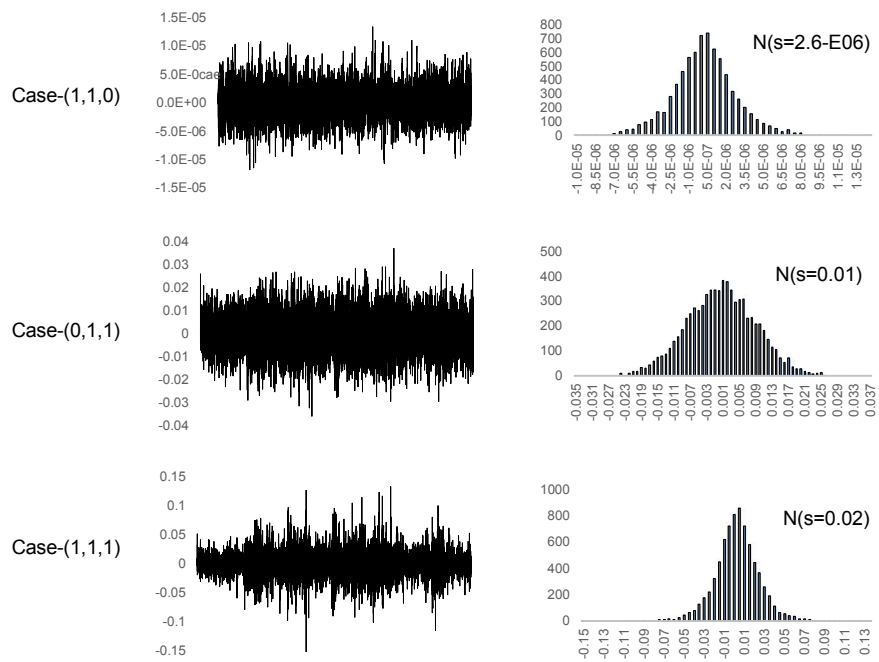 Case-(1,1,0)
1.5E-05
1.0E-05
5.0E-0cae
0.0E+00
-5.0E-06
-1.0E-05
-1.5E-05
N(s=2.6-E06)
800
700
600
500
400
300
200
100
0
-1.0E-05
-8.5E-06
-7.0E-06
-5.5E-06
-4.0E-06
-2.5E-06
-1.0E-06
5.0E-07
2.0E-06
3.5E-06
5.0E-06
6.5E-06
8.0E-06
9.5E-06
1.1E-05
1.3E-05
Case-(0,1,1)
0.04
0.03
0.02
0.01
0
-0.01
-0.02
-0.03
-0.04
N(s=0.01)
500
400
300
200
100
0
-0.035
-0.031
-0.027
-0.023
-0.019
-0.015
-0.011
-0.007
-0.003
0.001
0.005
0.009
0.013
0.017
0.021
0.025
0.029
0.033
0.037
Case-(1,1,1)
0.15
0.1
0.05
0
-0.05
-0.1
-0.15
N(s=0.02)
1000
800
600
400
200
0
-0.15
-0.13
-0.11
-0.09
-0.07
-0.05
-0.03
-0.01
0.01
0.03
0.05
0.07
0.09
0.11
0.13